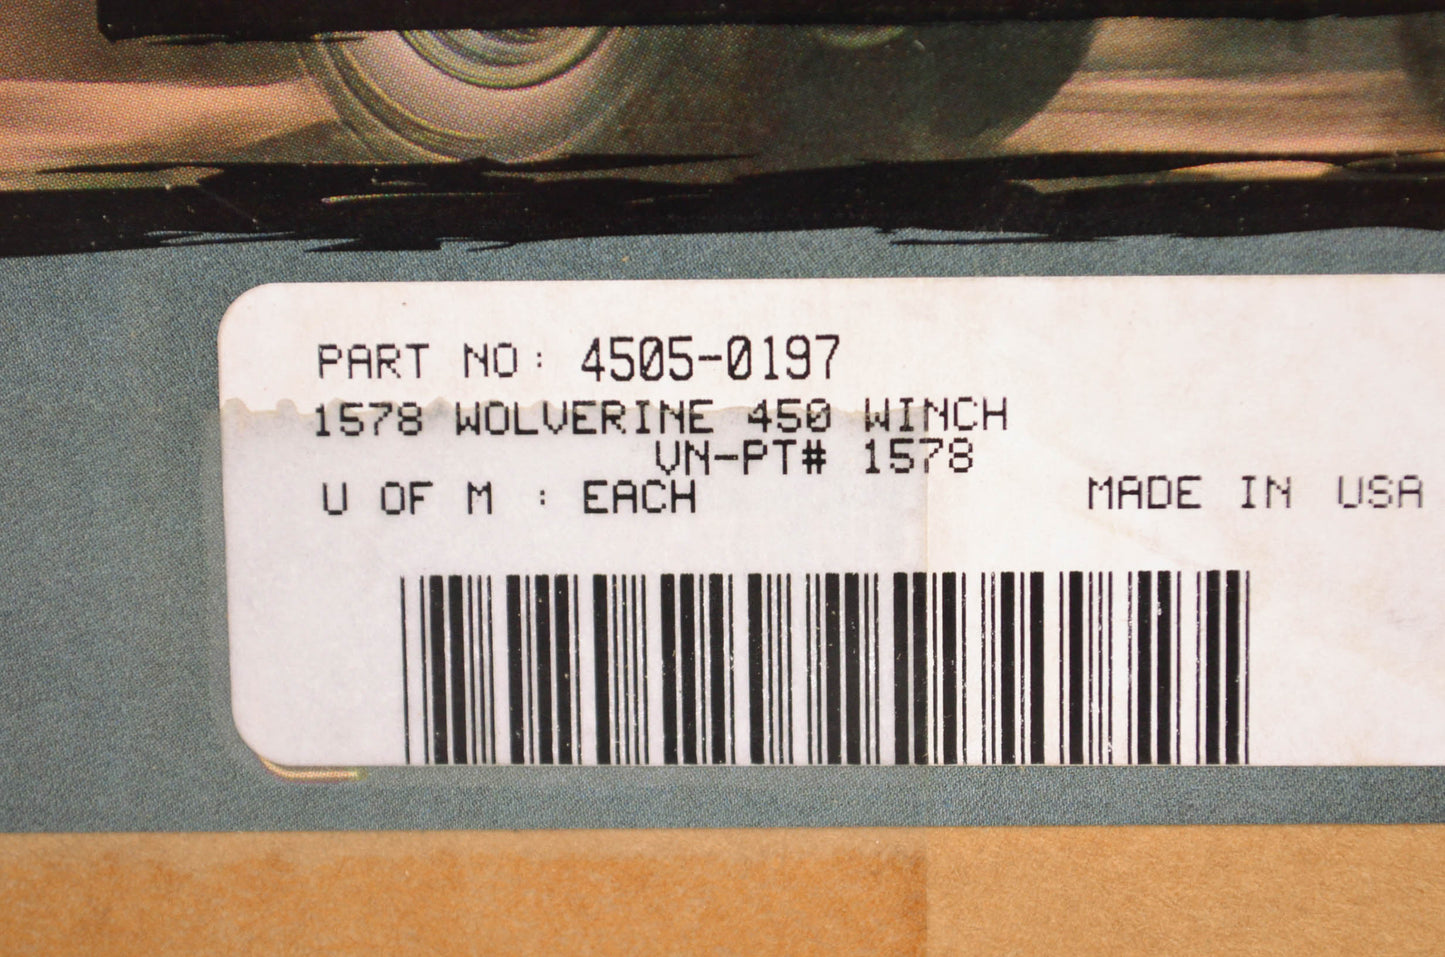 PART NO: 4505-0197
1578 WOLVERINE 450 WINCH
VN-PT# 1578
U OF M : EACH
MADE IN USA